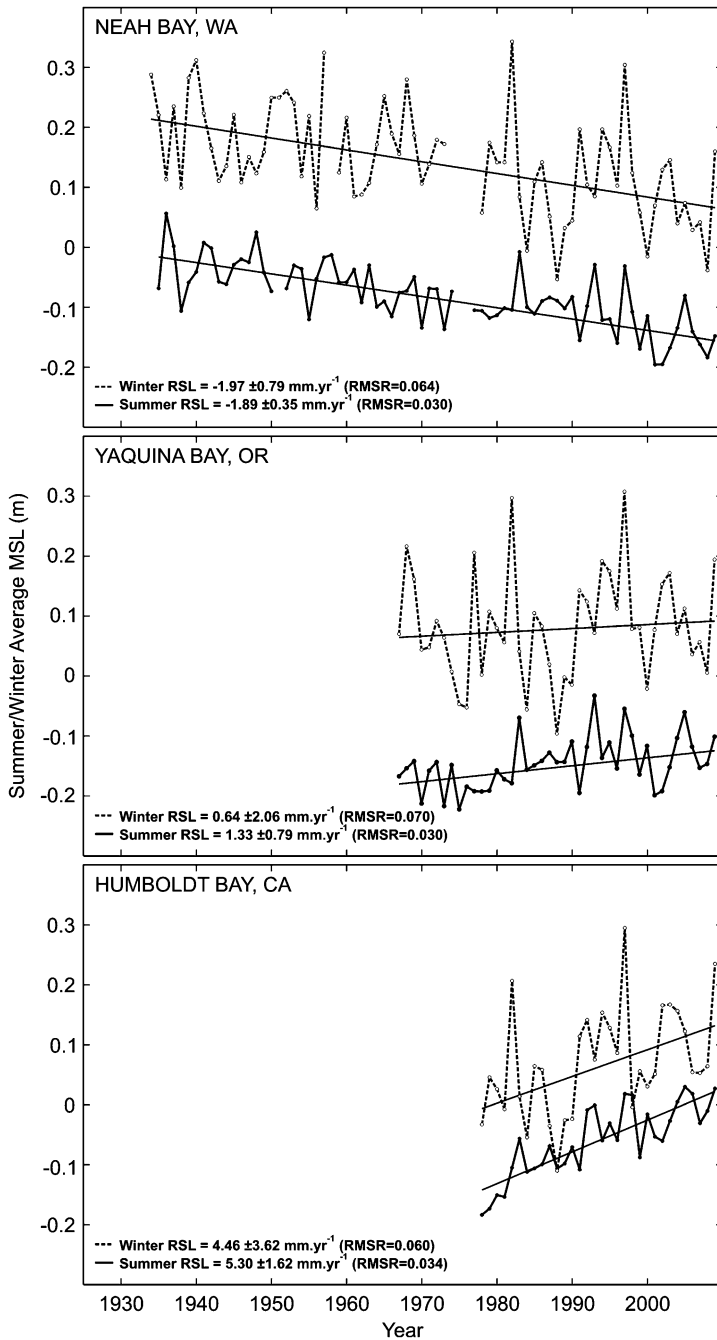 NEAH BAY, WA
0.3
0.2
0.1
0
-0.1
-0.2
Winter RSL = -1.97 ±0.79 mm.yr-1 (RMSR=0.064)
Summer RSL = -1.89 ±0.35 mm.yr-1 (RMSR=0.030)
YAQUINA BAY, OR
Summer/Winter Average MSL (m)
0.3
0.2
0.1
0
-0.1
-0.2
Winter RSL = 0.64 ±2.06 mm.yr-1 (RMSR=0.070)
Summer RSL = 1.33 ±0.79 mm.yr-1 (RMSR=0.030)
HUMBOLDT BAY, CA
0.3
0.2
0.1
0
-0.1
-0.2
Winter RSL = 4.46 ±3.62 mm.yr-1 (RMSR=0.060)
Summer RSL = 5.30 ±1.62 mm.yr-1 (RMSR=0.034)
1930 1940 1950 1960 1970 1980 1990 2000
Year